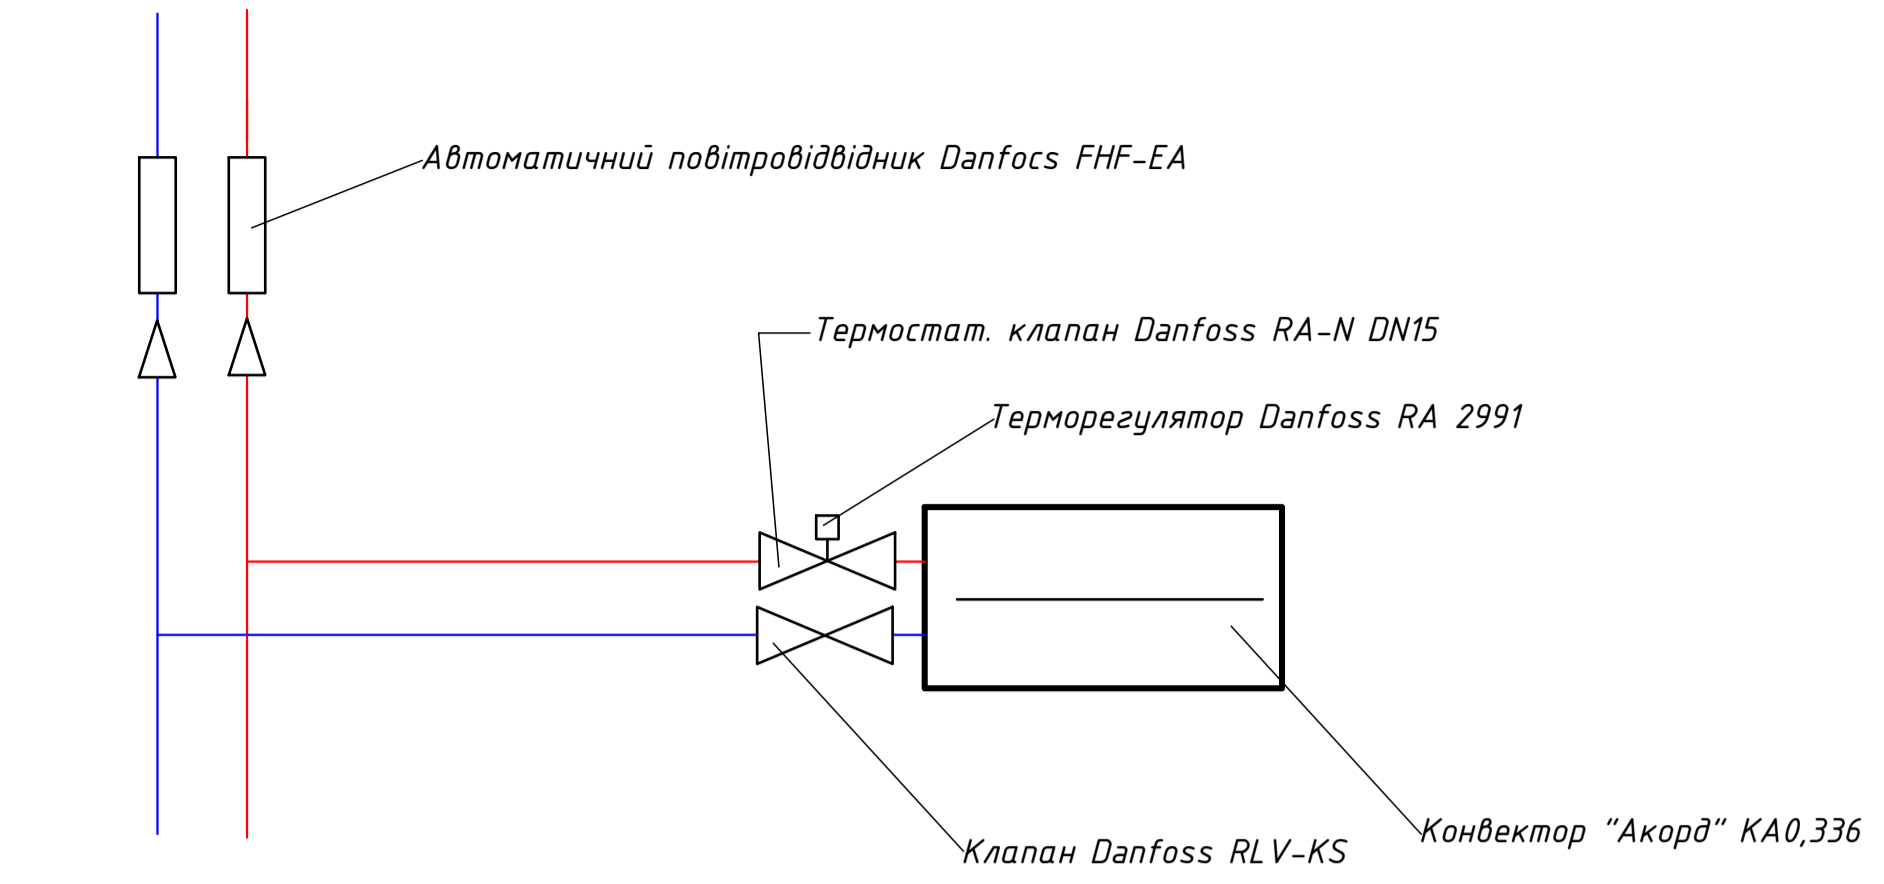 Автоматичний повітровідвідник Danfocs FHF-EA
Термостат. клапан Danfoss RA-N DN15
Терморегулятор Danfoss RA 2991
Конвектор "Акорд" КА0,336
Клапан Danfoss RLV-KS